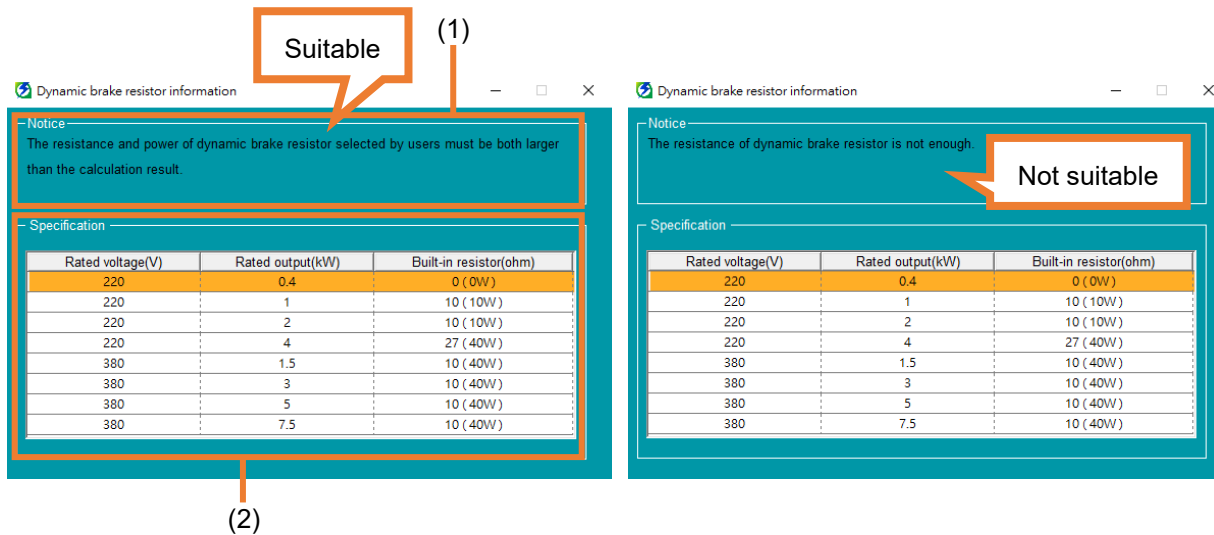 (1)
Suitable
Dynamic brake resistor information
Notice
The resistance and power of dynamic brake resistor selected by users must be both larger
than the calculation result.
Specification
Rated voltage(V) Rated output(kW) Built-in resistor(ohm)
220 0.4 0 ( 0W )
220 1 10 ( 10W )
220 2 10 ( 10W )
220 4 27 ( 40W )
380 1.5 10 ( 40W )
380 3 10 ( 40W )
380 5 10 ( 40W )
380 7.5 10 ( 40W )
(2)
Dynamic brake resistor information
Notice
The resistance of dynamic brake resistor is not enough.
Not suitable
Specification
Rated voltage(V) Rated output(kW) Built-in resistor(ohm)
220 0.4 0 ( 0W )
220 1 10 ( 10W )
220 2 10 ( 10W )
220 4 27 ( 40W )
380 1.5 10 ( 40W )
380 3 10 ( 40W )
380 5 10 ( 40W )
380 7.5 10 ( 40W )